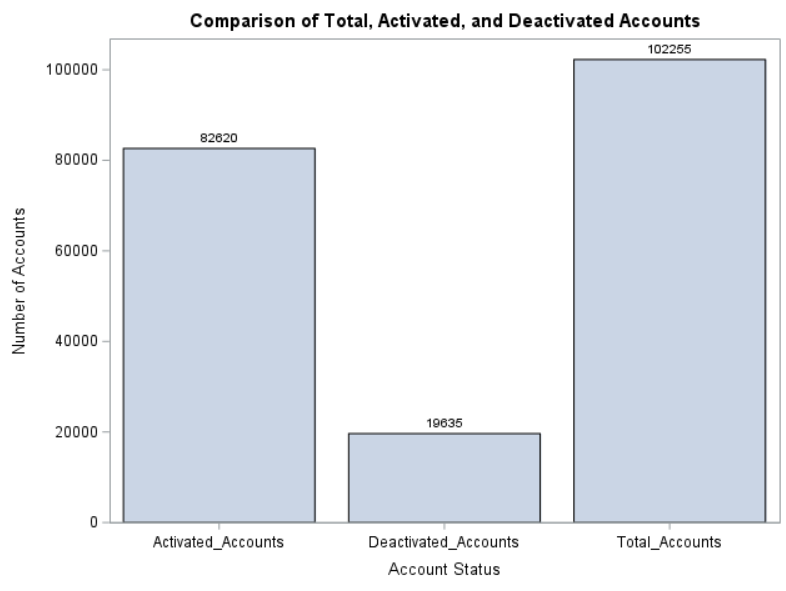 Comparison of Total, Activated, and Deactivated Accounts
102255
100000
82620
80000
Number of Accounts
60000
40000
19635
20000
0
Activated_Accounts Deactivated_Accounts Total_Accounts
Account Status